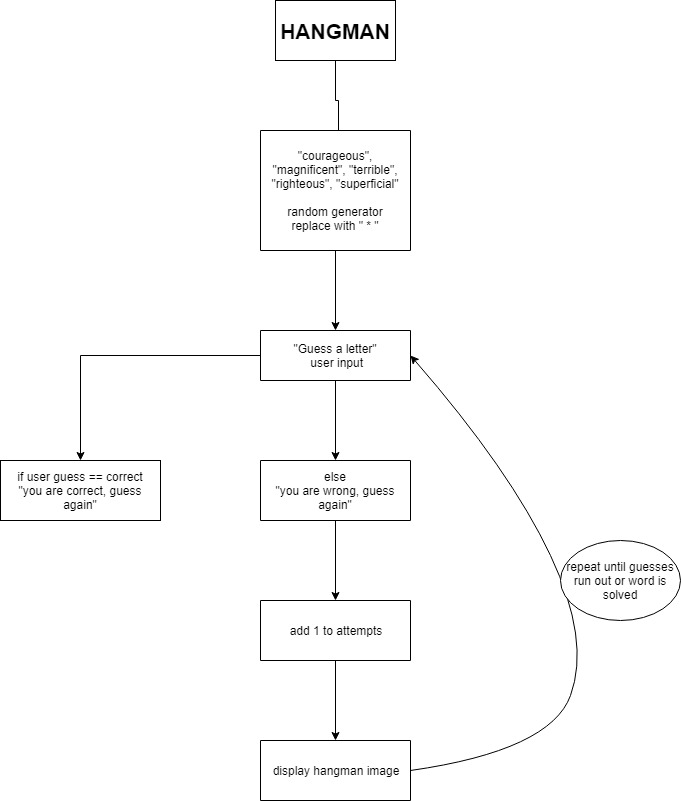 HANGMAN
"courageous",
"magnificent", "terrible",
"righteous", "superficial"
random generator
replace with " * "
"Guess a letter"
user input
if user guess == correct
"you are correct, guess
again"
else
"you are wrong, guess
again"
repeat until guesses
run out or word is
solved
add 1 to attempts
display hangman image